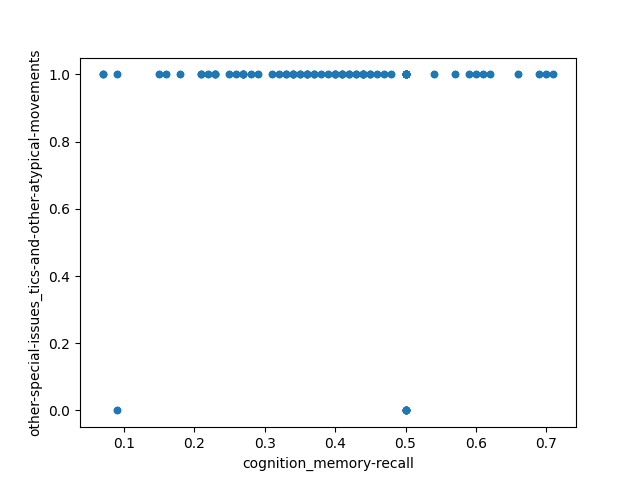 other-special-issues_tics-and-other-atypical-movements
1.0
0.8
0.6
0.4
0.2
0.0
0.1 0.2 0.3 0.4 0.5 0.6 0.7
cognition_memory-recall